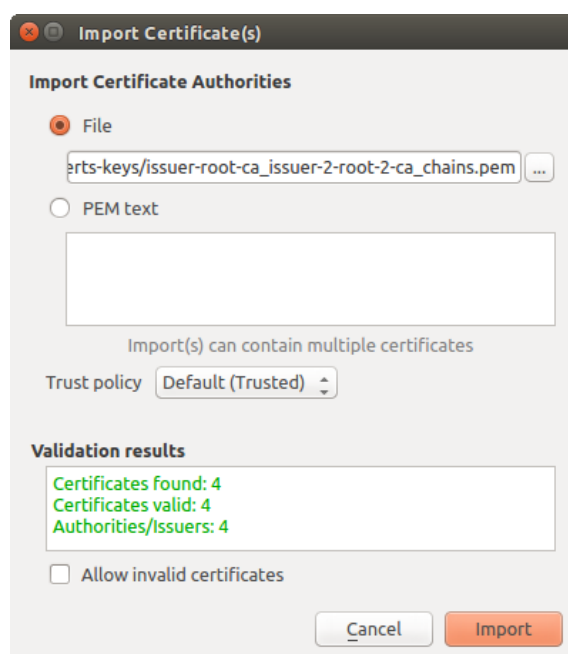 Import Certificate(s)
Import Certificate Authorities
File
erts-keys/issuer-root-ca_issuer-2-root-2-ca_chains.pem ...
PEM text
Import(s) can contain multiple certificates
Trust policy Default (Trusted)
Validation results
Certificates found: 4
Certificates valid: 4
Authorities/Issuers: 4
Allow invalid certificates
Cancel Import